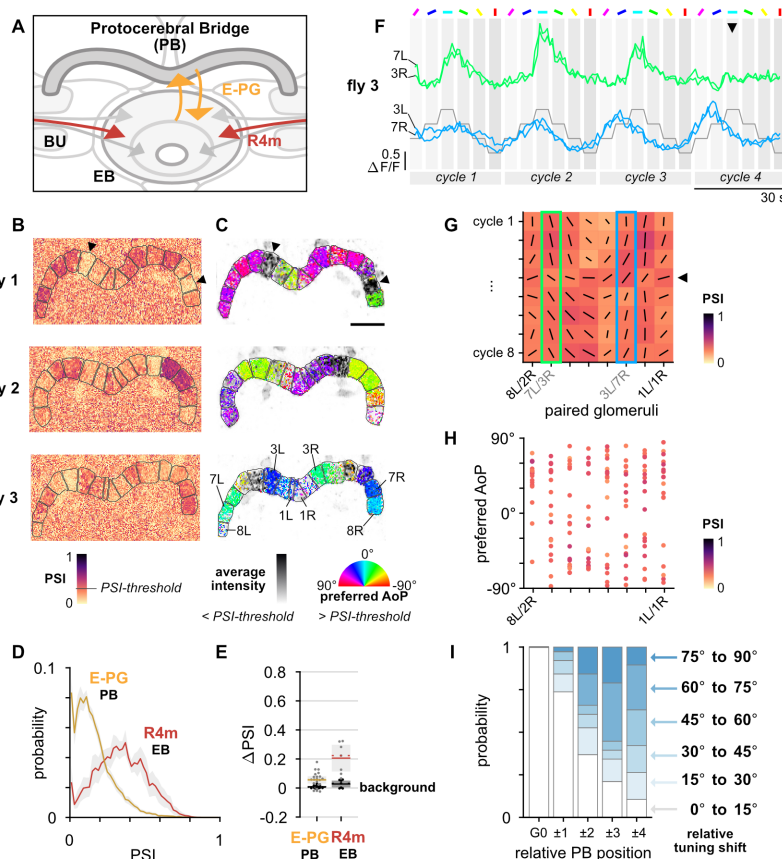 A
Protocerebral Bridge
(PB)
E-PG
R4m
BU
EB
B
C
y 1
y 2
y 3
3L
3R
7L
7R
1L
1R
8L
8R
1
PSI
PSI-threshold
0
average
intensity
0°
90°
-90°
preferred AoP
< PSI-threshold
> PSI-threshold
D
0.1
E-PG
PB
R4m
EB
probability
0
0
1
PSI
E
0.8
0.6
0.4
0.2
0
-0.2
ΔPSI
background
E-PG
R4m
PB
EB
F
7L
3R
fly 3
3L
7R
0.5
ΔF/F
cycle 1
cycle 2
cycle 3
cycle 4
30 s
G
cycle 1
...
cycle 8
PSI
1
0
8L/2R
7L/3R
3L/7R
1L/1R
paired glomeruli
H
90°
0°
-90°
preferred AoP
PSI
1
0
8L/2R
1L/1R
I
1
0
probability
75° to 90°
60° to 75°
45° to 60°
30° to 45°
15° to 30°
0° to 15°
G0
±1
±2
±3
±4
relative PB position
relative
tuning shift